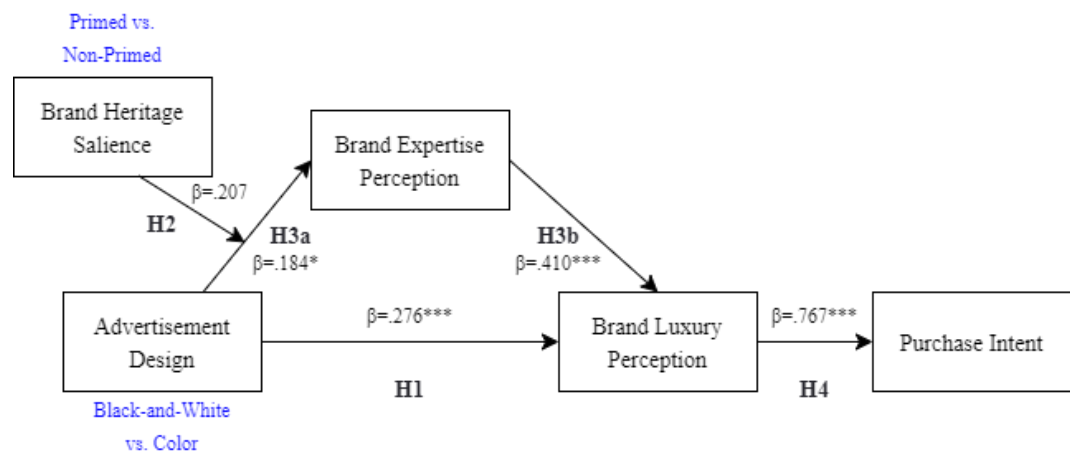 Primed vs.
Non-Primed
Brand Heritage
Salience
Brand Expertise
Perception
β=.207
H2
H3a
β=.184*
H3b
β=.410***
Advertisement
Design
β=.276***
H1
Brand Luxury
Perception
β=.767***
H4
Purchase Intent
Black-and-White
vs. Color